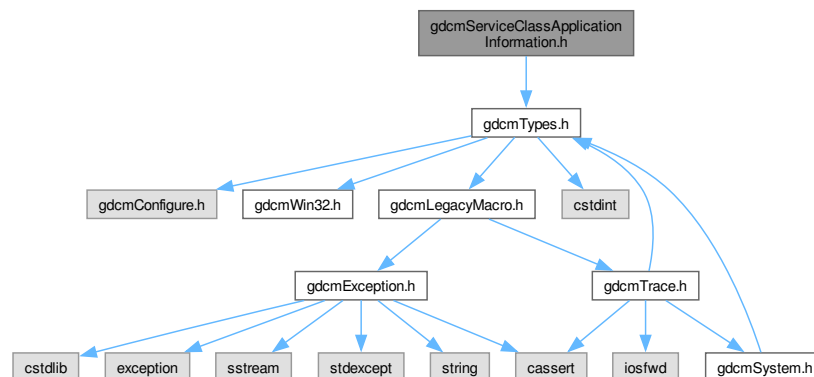 gdcmServiceClassApplication
Information.h
gdcmTypes.h
gdcmConfigure.h
gdcmWin32.h
gdcmLegacyMacro.h
cstdint
gdcmException.h
gdcmTrace.h
cstdlib
exception
sstream
stdexcept
string
cassert
iosfwd
gdcmSystem.h